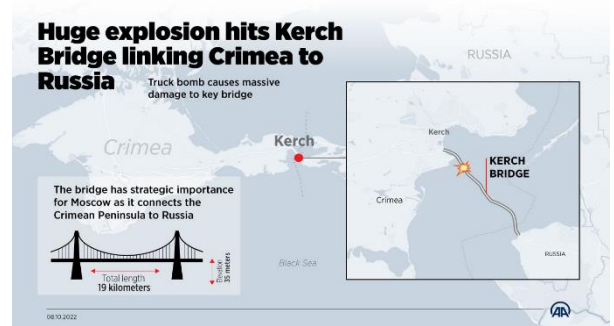 Huge explosion hits Kerch
Bridge linking Crimea to
Russia
Truck bomb causes massive
damage to key bridge
RUSSIA
Crimea
Kerch
Kerch
KERCH
BRIDGE
Crimea
RUSSIA
The bridge has strategic importance
for Moscow as it connects the
Crimean Peninsula to Russia
Total length
19 kilometers
Elevation
35 meters
Black Sea
08.10.2022
AA